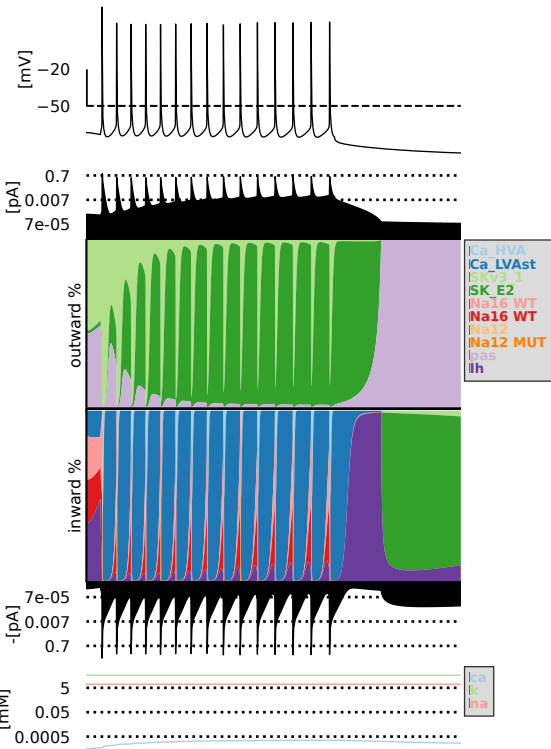 [mV]
−20
−50
[pA]
0.7
0.007
7e-05
outward %
Ca_HVA
Ca_LVAst
SKv3_1
SK_E2
Na16 WT
Na16 WT
Na12
Na12 MUT
pas
Ih
inward %
-[pA]
7e-05
0.007
0.7
[mM]
5
0.05
0.0005
ca
k
na